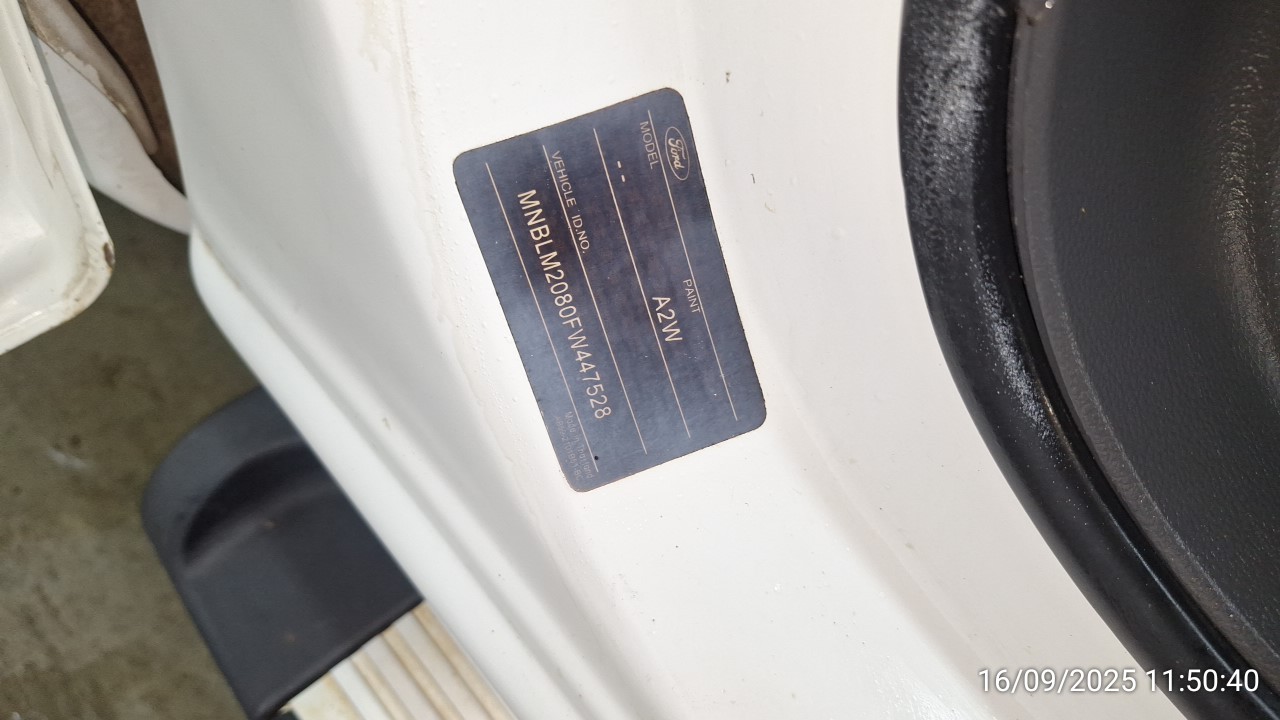 Ford
MODEL PAINT
-- A2W
VEHICLE ID.NO.
MNBLM2080FW447528
16/09/2025 11:50:40